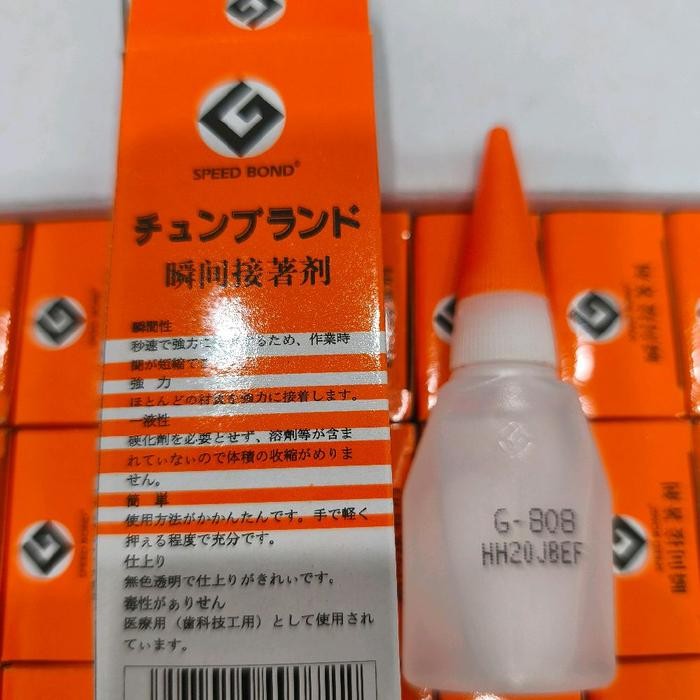 SPEED BOND®
チュンブランド
瞬间接著剂
瞬間性
秒速で強力に るため、作業時
間が短縮で
強 力
ほとんどの材 を強力に接着します。
一液性
硬化劑を必要とせず、溶劑等が含ま
れていないので体積の收縮がめりま
せん。
簡 単
使用方法がかかんたんです。手で軽く
押える程度で充分です。
仕上り
無色透明で仕上りがきれいです。
毒性がありせん
医療用（歯科技工用）として使用され
ています。
G-808
HH20JBEF